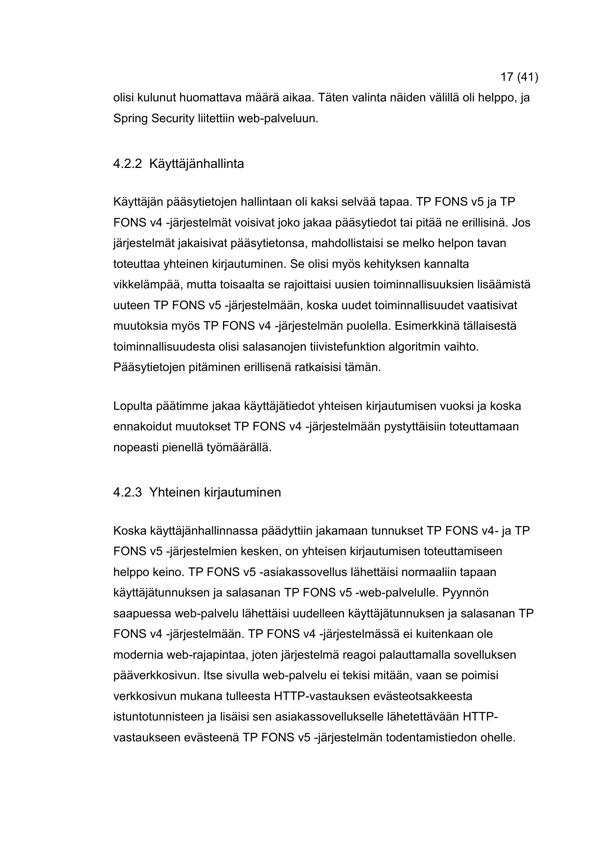 17 (41)
olisi kulunut huomattava määrä aikaa. Täten valinta näiden välillä oli helppo, ja
Spring Security liitettiin web-palveluun.
4.2.2 Käyttäjänhallinta
Käyttäjän pääsytietojen hallintaan oli kaksi selvää tapaa. TP FONS v5 ja TP
FONS v4 -järjestelmät voisivat joko jakaa pääsytiedot tai pitää ne erillisinä. Jos
järjestelmät jakaisivat pääsytietonsa, mahdollistaisi se melko helpon tavan
toteuttaa yhteinen kirjautuminen. Se olisi myös kehityksen kannalta
vikkelämpää, mutta toisaalta se rajoittaisi uusien toiminnallisuuksien lisäämistä
uuteen TP FONS v5 -järjestelmään, koska uudet toiminnallisuudet vaatisivat
muutoksia myös TP FONS v4 -järjestelmän puolella. Esimerkkinä tällaisestä
toiminnallisuudesta olisi salasanojen tiivistefunktion algoritmin vaihto.
Pääsytietojen pitäminen erillisenä ratkaisisi tämän.
Lopulta päätimme jakaa käyttäjätiedot yhteisen kirjautumisen vuoksi ja koska
ennakoidut muutokset TP FONS v4 -järjestelmään pystyttäisiin toteuttamaan
nopeasti pienellä työmäärällä.
4.2.3 Yhteinen kirjautuminen
Koska käyttäjänhallinnassa päädyttiin jakamaan tunnukset TP FONS v4- ja TP
FONS v5 -järjestelmien kesken, on yhteisen kirjautumisen toteuttamiseen
helppo keino. TP FONS v5 -asiakassovellus lähettäisi normaaliin tapaan
käyttäjätunnuksen ja salasanan TP FONS v5 -web-palvelulle. Pyynnön
saapuessa web-palvelu lähettäisi uudelleen käyttäjätunnuksen ja salasanan TP
FONS v4 -järjestelmään. TP FONS v4 -järjestelmässä ei kuitenkaan ole
modernia web-rajapintaa, joten järjestelmä reagoi palauttamalla sovelluksen
pääverkkosivun. Itse sivulla web-palvelu ei tekisi mitään, vaan se poimisi
verkkosivun mukana tulleesta HTTP-vastauksen evästeotsakkeesta
istuntotunnisteen ja lisäisi sen asiakassovellukselle lähetettävään HTTP-
vastaukseen evästeenä TP FONS v5 -järjestelmän todentamistiedon ohelle.